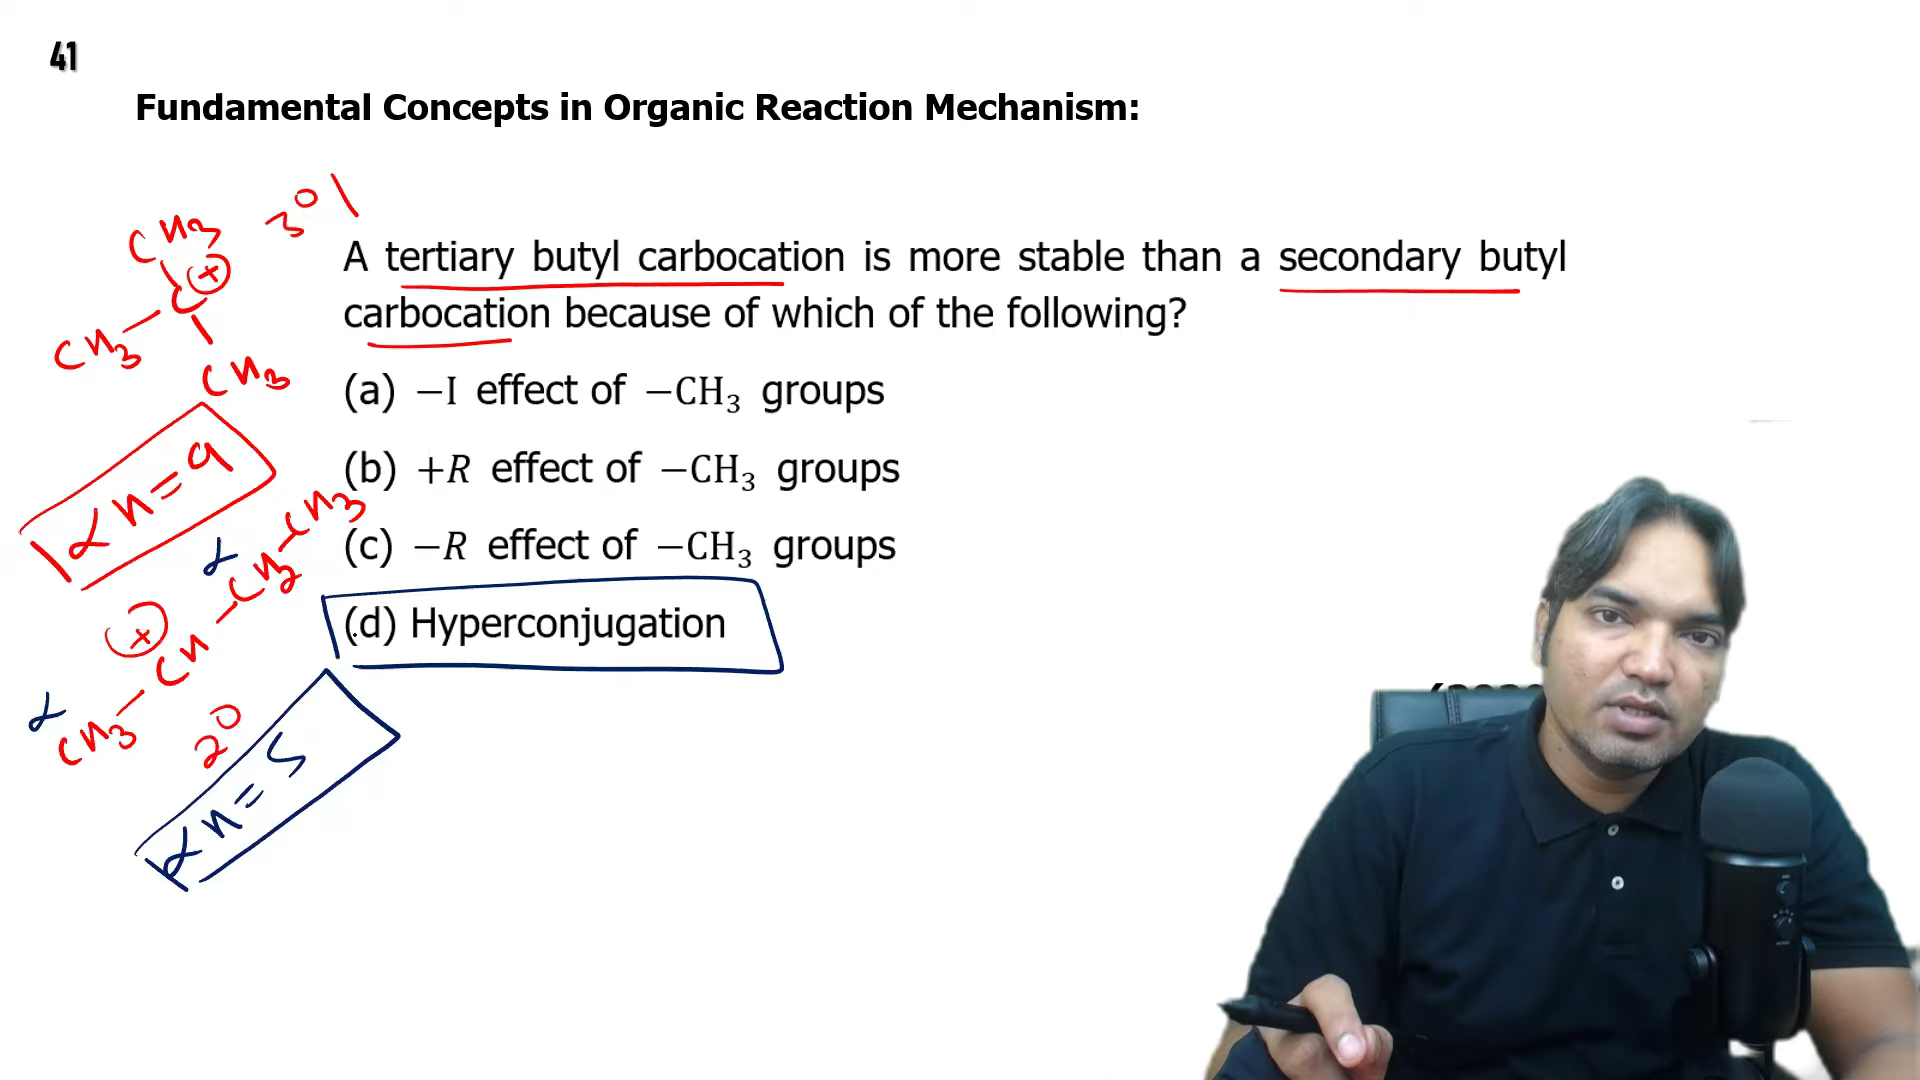 41
Fundamental Concepts in Organic Reaction Mechanism:
A tertiary butyl carbocation is more stable than a secondary butyl
carbocation because of which of the following?
(a) −I effect of −CH₃ groups
(b) +R effect of −CH₃ groups
(c) −R effect of −CH₃ groups
(d) Hyperconjugation
CH₃ 3°
C +
CH₃
CH₃
αH = 9
α CH₂ CH₃
+
CH
α CH₃
2°
αH = 5